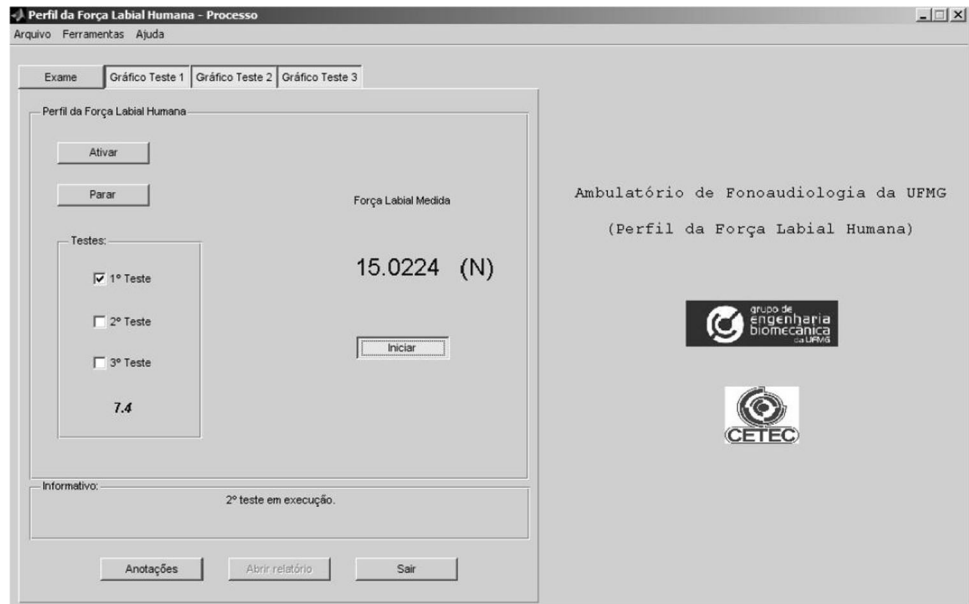 Perfil da Força Labial Humana - Processo
Arquivo Ferramentas Ajuda
Exame Gráfico Teste 1 Gráfico Teste 2 Gráfico Teste 3
Perfil da Força Labial Humana
Ativar
Parar
Força Labial Medida
Testes:
1º Teste
15.0224 (N)
2º Teste
Iniciar
3º Teste
7.4
Informativo:
2º teste em execução.
Anotações Abrir relatório Sair
Ambulatório de Fonoaudiologia da UFMG
(Perfil da Força Labial Humana)
grupo de
engenharia
biomecânica
da UFMG
CETEC